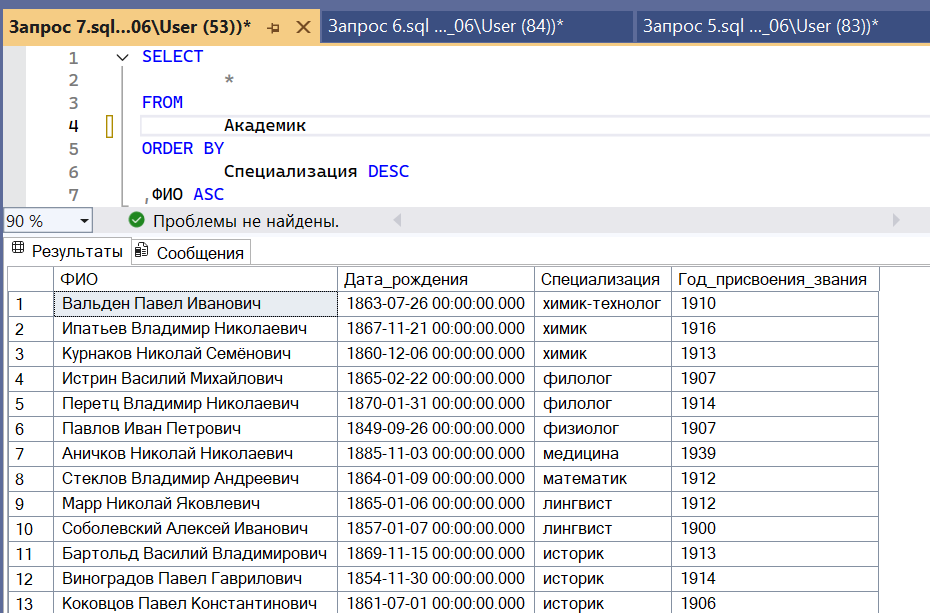 Запрос 7.sql...06\User (53))* Запрос 6.sql ..._06\User (84))* Запрос 5.sql ..._06\User (83))*
1 SELECT
2 *
3 FROM
4 Академик
5 ORDER BY
6 Специализация DESC
7 ,ФИО ASC
90 % Проблемы не найдены.
Результаты Сообщения
ФИО Дата_рождения Специализация Год_присвоения_звания
1 Вальден Павел Иванович 1863-07-26 00:00:00.000 химик-технолог 1910
2 Ипатьев Владимир Николаевич 1867-11-21 00:00:00.000 химик 1916
3 Курнаков Николай Семёнович 1860-12-06 00:00:00.000 химик 1913
4 Истрин Василий Михайлович 1865-02-22 00:00:00.000 филолог 1907
5 Перетц Владимир Николаевич 1870-01-31 00:00:00.000 филолог 1914
6 Павлов Иван Петрович 1849-09-26 00:00:00.000 физиолог 1907
7 Аничков Николай Николаевич 1885-11-03 00:00:00.000 медицина 1939
8 Стеклов Владимир Андреевич 1864-01-09 00:00:00.000 математик 1912
9 Марр Николай Яковлевич 1865-01-06 00:00:00.000 лингвист 1912
10 Соболевский Алексей Иванович 1857-01-07 00:00:00.000 лингвист 1900
11 Бартольд Василий Владимирович 1869-11-15 00:00:00.000 историк 1913
12 Виноградов Павел Гаврилович 1854-11-30 00:00:00.000 историк 1914
13 Коковцов Павел Константинович 1861-07-01 00:00:00.000 историк 1906